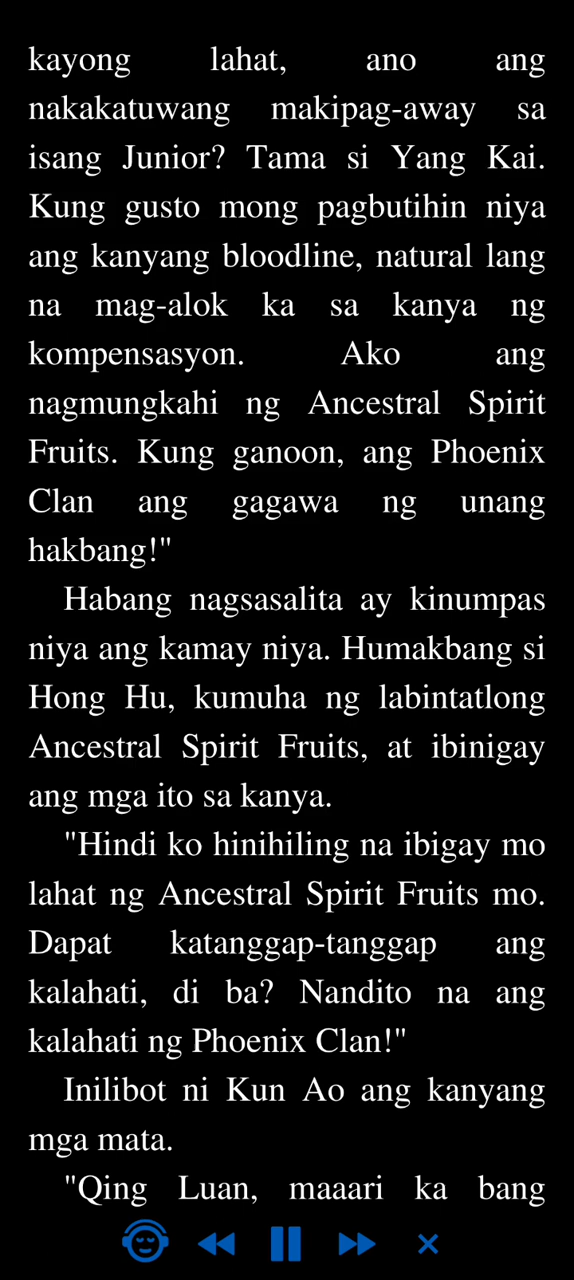 kayong lahat, ano ang
nakakatuwang makipag-away sa
isang Junior? Tama si Yang Kai.
Kung gusto mong pagbutihin niya
ang kanyang bloodline, natural lang
na mag-alok ka sa kanya ng
kompensasyon. Ako ang
nagmungkahi ng Ancestral Spirit
Fruits. Kung ganoon, ang Phoenix
Clan ang gagawa ng unang
hakbang!"
Habang nagsasalita ay kinumpas
niya ang kamay niya. Humakbang si
Hong Hu, kumuha ng labintatlong
Ancestral Spirit Fruits, at ibinigay
ang mga ito sa kanya.
"Hindi ko hinihiling na ibigay mo
lahat ng Ancestral Spirit Fruits mo.
Dapat katanggap-tanggap ang
kalahati, di ba? Nandito na ang
kalahati ng Phoenix Clan!"
Inilibot ni Kun Ao ang kanyang
mga mata.
"Qing Luan, maaari ka bang